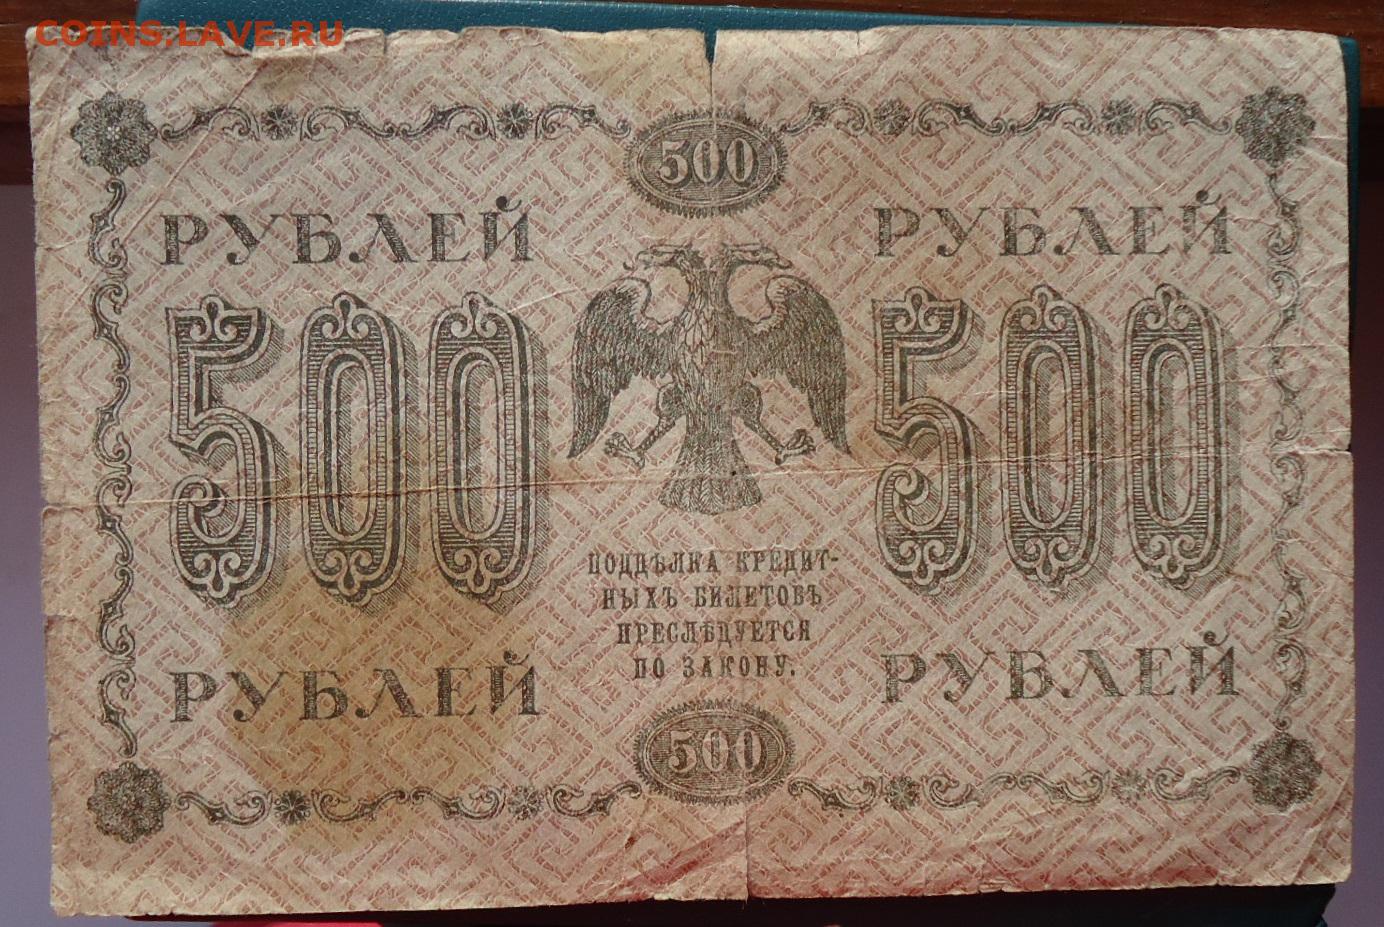 COINS.LAVE.RU
500
РУБЛЕЙ РУБЛЕЙ
500 500
ПОДДѢЛКА КРЕДИТ-
НЫХЪ БИЛЕТОВЪ
ПРЕСЛѢДУЕТСЯ
ПО ЗАКОНУ.
РУБЛЕЙ РУБЛЕЙ
500